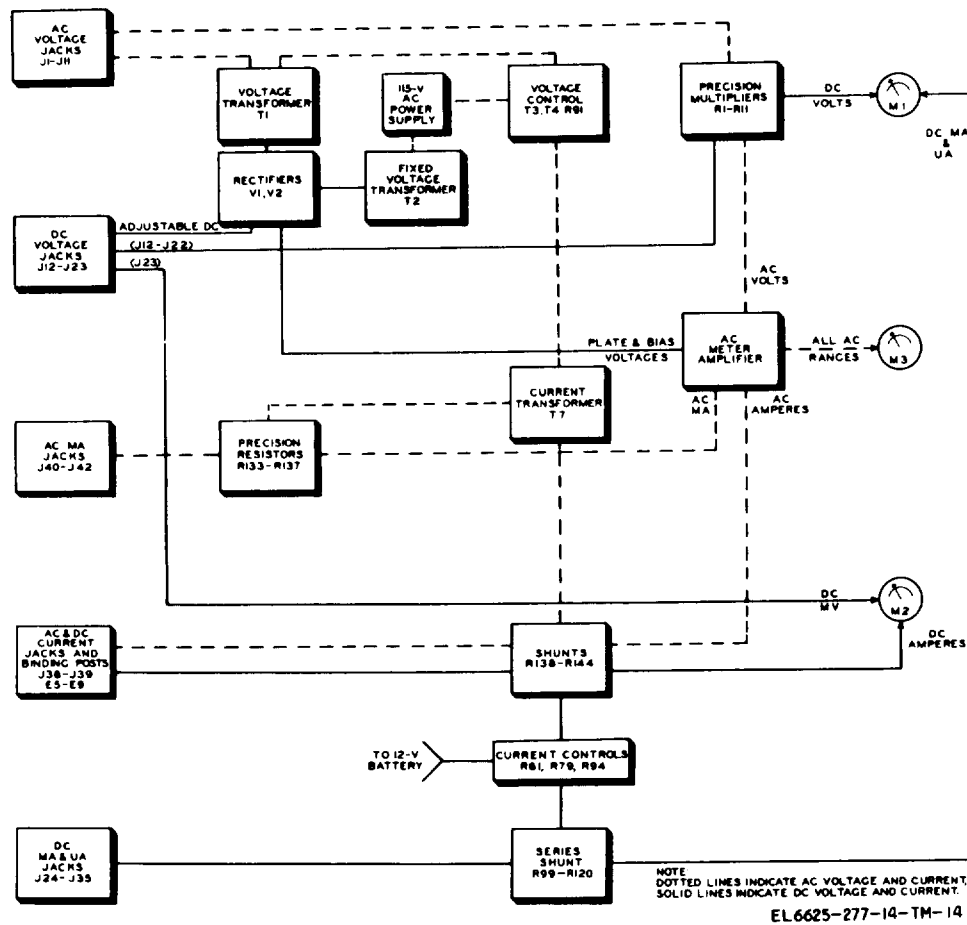 AC
VOLTAGE
JACKS
J1-J11
VOLTAGE
TRANSFORMER
T1
115-V
AC
POWER
SUPPLY
VOLTAGE
CONTROL
T3, T4 R91
PRECISION
MULTIPLIERS
R1-R11
DC
VOLTS
M1
DC MA
&
UA
RECTIFIERS
V1, V2
FIXED
VOLTAGE
TRANSFORMER
T2
DC
VOLTAGE
JACKS
J12-J23
ADJUSTABLE DC
(J12-J22)
(J23)
AC
VOLTS
PLATE & BIAS
VOLTAGES
AC
METER
AMPLIFIER
ALL AC
RANGES
M3
CURRENT
TRANSFORMER
T7
AC
MA
AC
AMPERES
AC MA
JACKS
J40-J42
PRECISION
RESISTORS
R133-R137
DC
MV
M2
AC & DC
CURRENT
JACKS AND
BINDING POSTS
J38-J39
E5-E9
SHUNTS
R138-R144
DC
AMPERES
TO 12-V
BATTERY
CURRENT CONTROLS
R61, R79, R94
DC
MA & UA
JACKS
J24-J35
SERIES
SHUNT
R99-R120
NOTE
DOTTED LINES INDICATE AC VOLTAGE AND CURRENT,
SOLID LINES INDICATE DC VOLTAGE AND CURRENT.
EL6625-277-14-TM-14